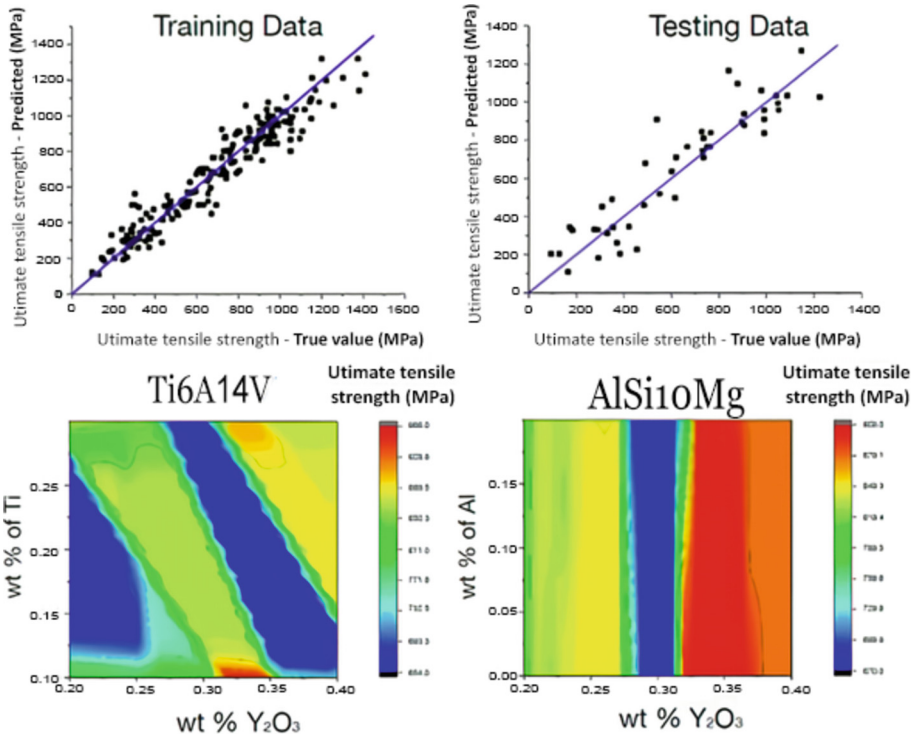 Training Data
Utimate tensile strength - Predicted (MPa)
1400
1200
1000
800
600
400
200
0
0 200 400 600 800 1000 1200 1400 1600
Utimate tensile strength - True value (MPa)
Testing Data
Utimate tensile strength - Predicted (MPa)
1400
1200
1000
800
600
400
200
0
0 200 400 600 800 1000 1200 1400
Utimate tensile strength - True value (MPa)
Ti6A14V
Utimate tensile
strength (MPa)
wt % of Ti
0.25
0.20
0.15
0.10
0.20 0.25 0.30 0.35 0.40
wt % Y₂O₃
AlSi10Mg
Utimate tensile
strength (MPa)
wt % of Al
0.15
0.10
0.05
0.00
0.20 0.25 0.30 0.35 0.40
wt % Y₂O₃